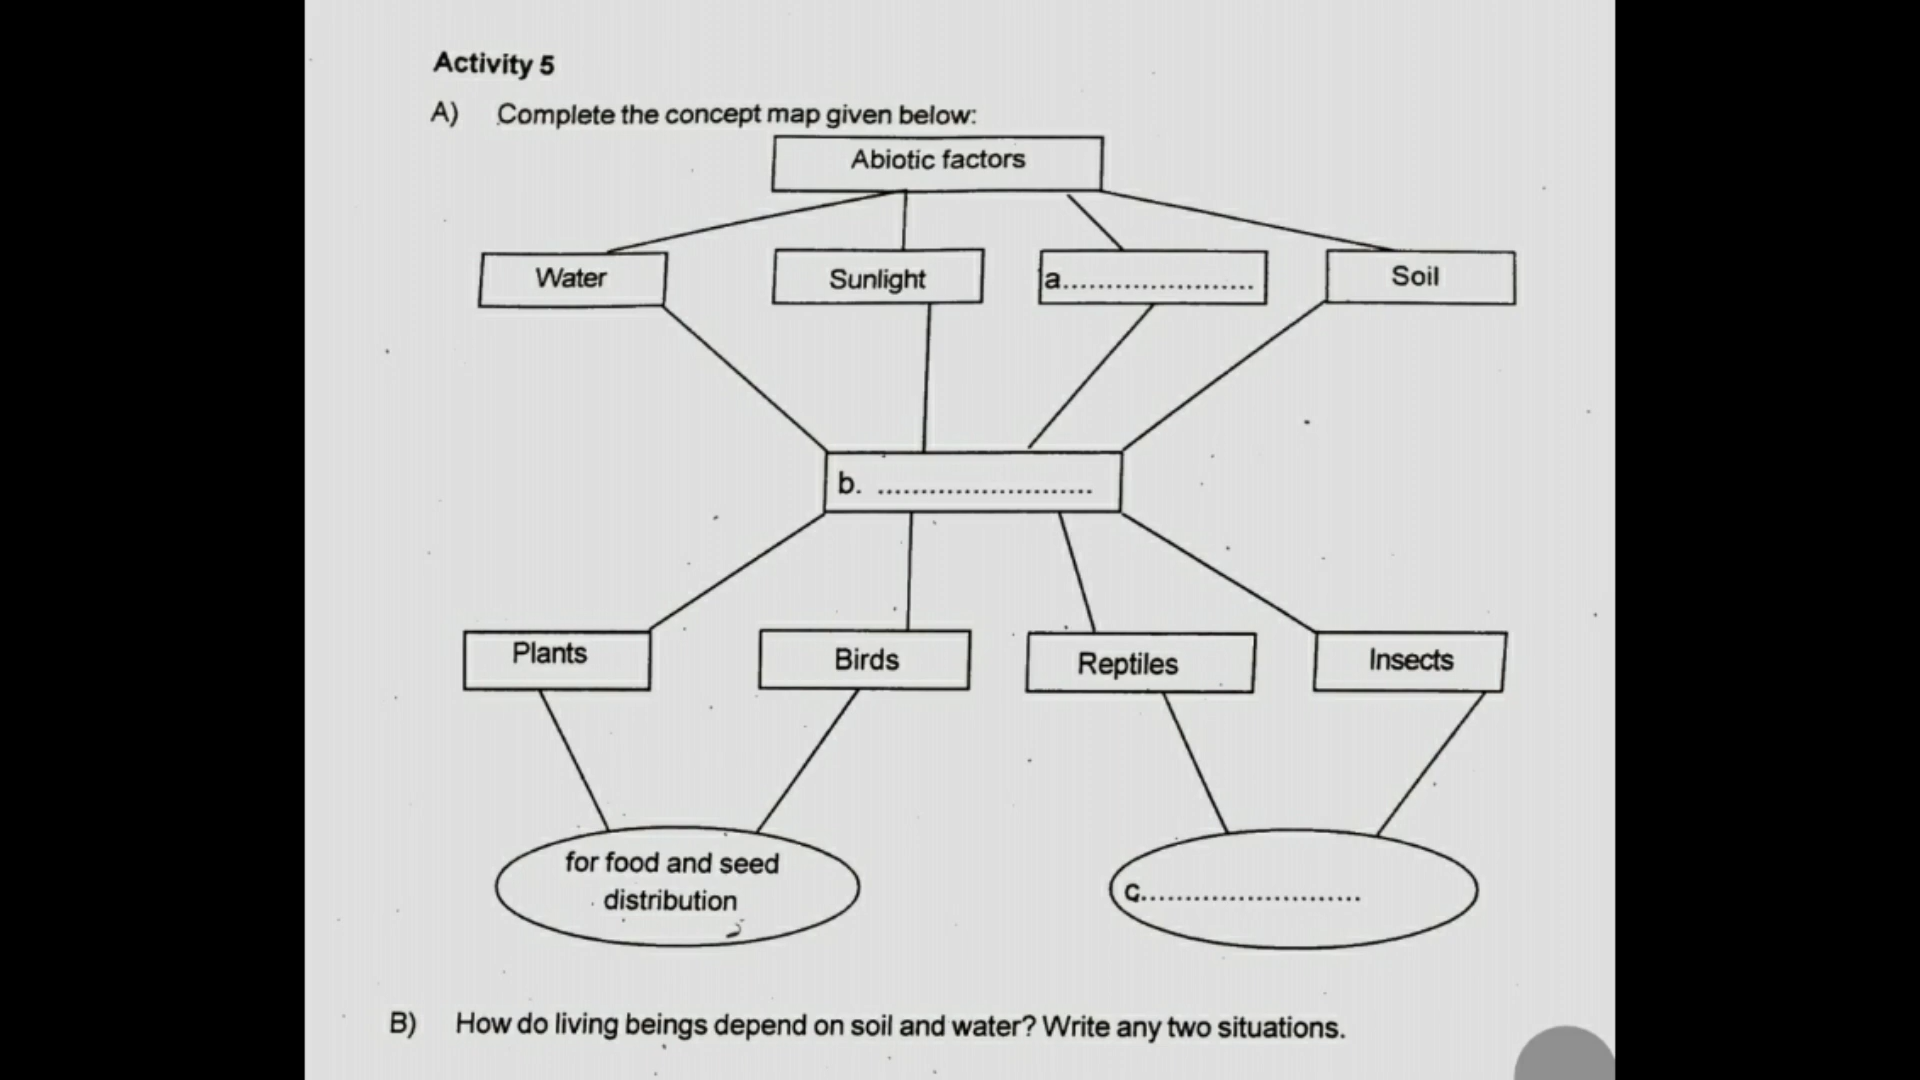 Activity 5
A) Complete the concept map given below:
Abiotic factors
Water
Sunlight
a......................
Soil
b. .........................
Plants
Birds
Reptiles
Insects
for food and seed
distribution
c.........................
B) How do living beings depend on soil and water? Write any two situations.